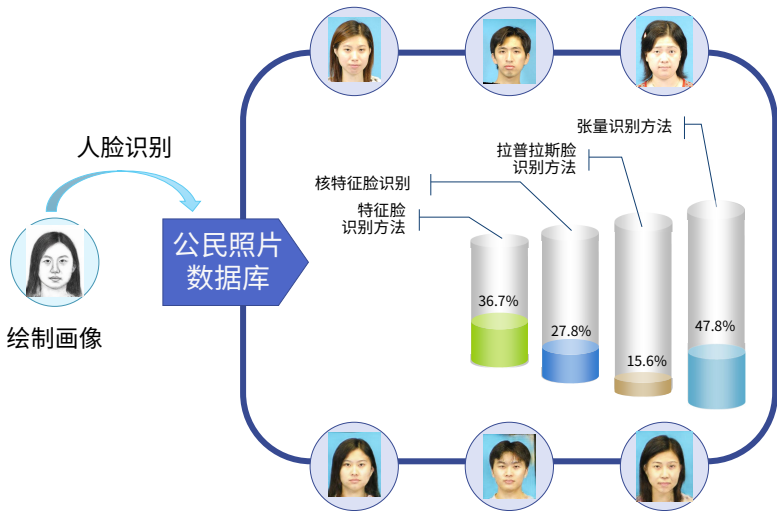 人脸识别
绘制画像
公民照片
数据库
张量识别方法
拉普拉斯脸
识别方法
核特征脸识别
特征脸
识别方法
36.7%
27.8%
15.6%
47.8%